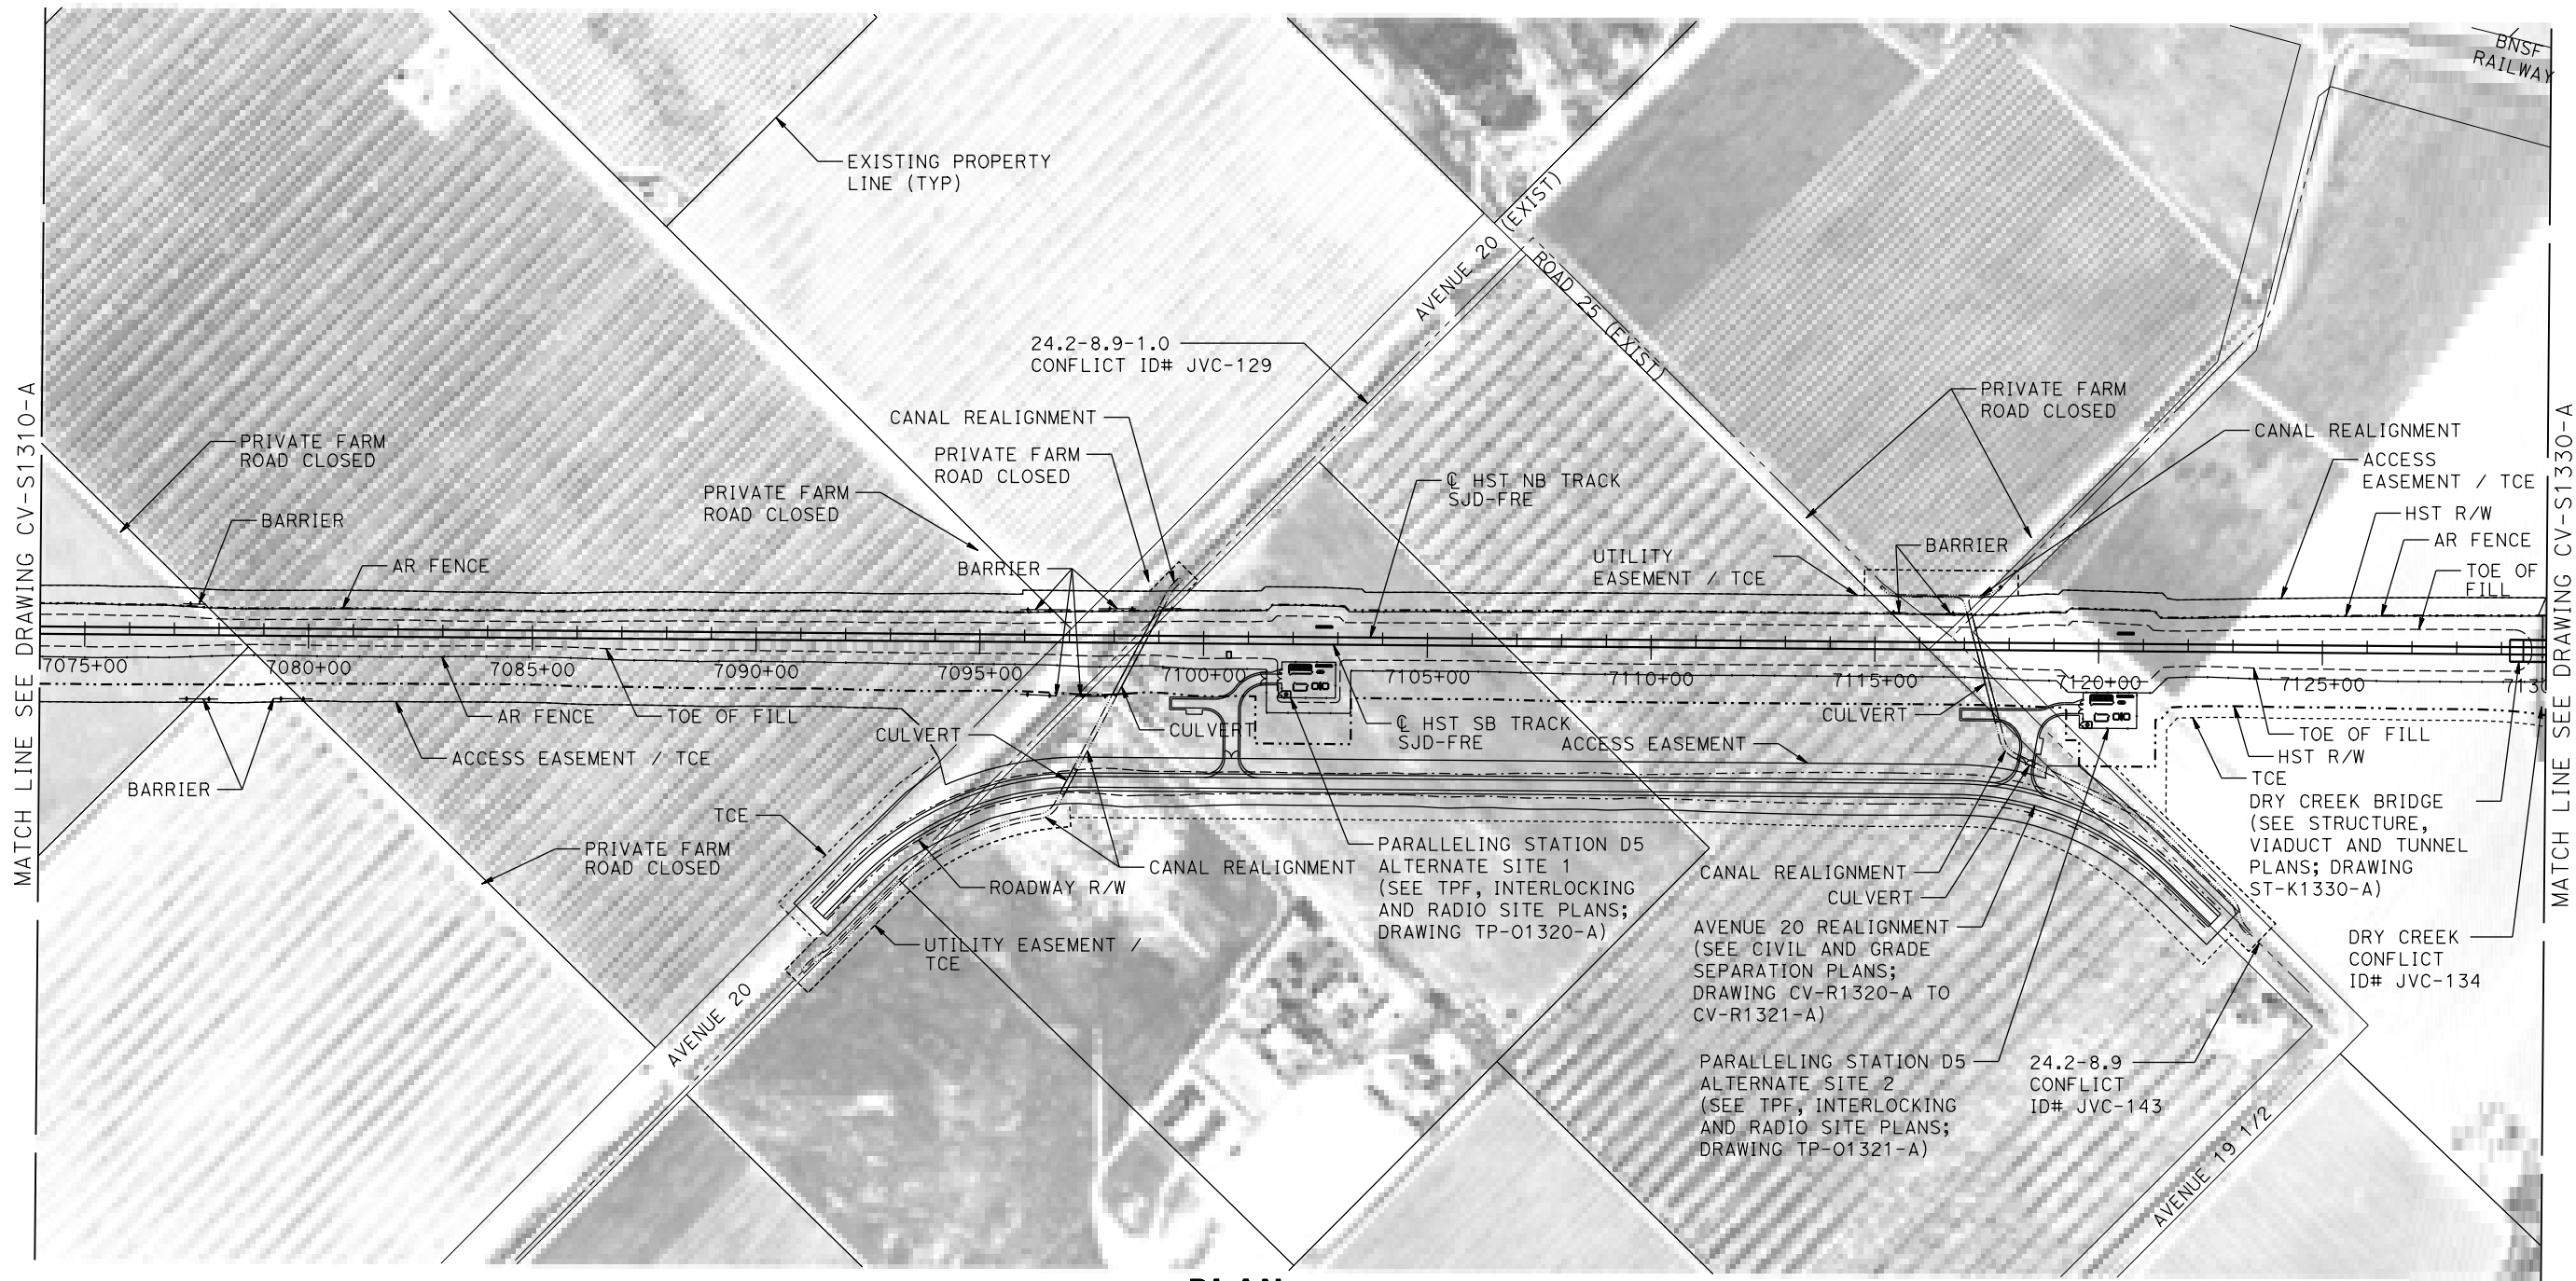 BNSF
RAILWAY
EXISTING PROPERTY
LINE (TYP)
AVENUE 20 (EXIST)
ROAD 25 (EXIST)
24.2-8.9-1.0
CONFLICT ID# JVC-129
CANAL REALIGNMENT
PRIVATE FARM
ROAD CLOSED
PRIVATE FARM
ROAD CLOSED
PRIVATE FARM
ROAD CLOSED
BARRIER
AR FENCE
BARRIER
℄ HST NB TRACK
SJD-FRE
UTILITY
EASEMENT / TCE
BARRIER
PRIVATE FARM
ROAD CLOSED
CANAL REALIGNMENT
ACCESS
EASEMENT / TCE
HST R/W
AR FENCE
TOE OF
FILL
MATCH LINE SEE DRAWING CV-S1310-A
MATCH LINE SEE DRAWING CV-S1330-A
7075+00
7080+00
7085+00
7090+00
7095+00
7100+00
7105+00
7110+00
7115+00
7120+00
7125+00
7130
AR FENCE
TOE OF FILL
ACCESS EASEMENT / TCE
BARRIER
CULVERT
CULVERT
℄ HST SB TRACK
SJD-FRE
ACCESS EASEMENT
CULVERT
TOE OF FILL
HST R/W
TCE
TCE
PRIVATE FARM
ROAD CLOSED
ROADWAY R/W
CANAL REALIGNMENT
UTILITY EASEMENT /
TCE
AVENUE 20
PARALLELING STATION D5
ALTERNATE SITE 1
(SEE TPF, INTERLOCKING
AND RADIO SITE PLANS;
DRAWING TP-O1320-A)
CANAL REALIGNMENT
CULVERT
AVENUE 20 REALIGNMENT
(SEE CIVIL AND GRADE
SEPARATION PLANS;
DRAWING CV-R1320-A TO
CV-R1321-A)
PARALLELING STATION D5
ALTERNATE SITE 2
(SEE TPF, INTERLOCKING
AND RADIO SITE PLANS;
DRAWING TP-O1321-A)
24.2-8.9
CONFLICT
ID# JVC-143
DRY CREEK BRIDGE
(SEE STRUCTURE,
VIADUCT AND TUNNEL
PLANS; DRAWING
ST-K1330-A)
DRY CREEK
CONFLICT
ID# JVC-134
AVENUE 19 1/2
PLAN